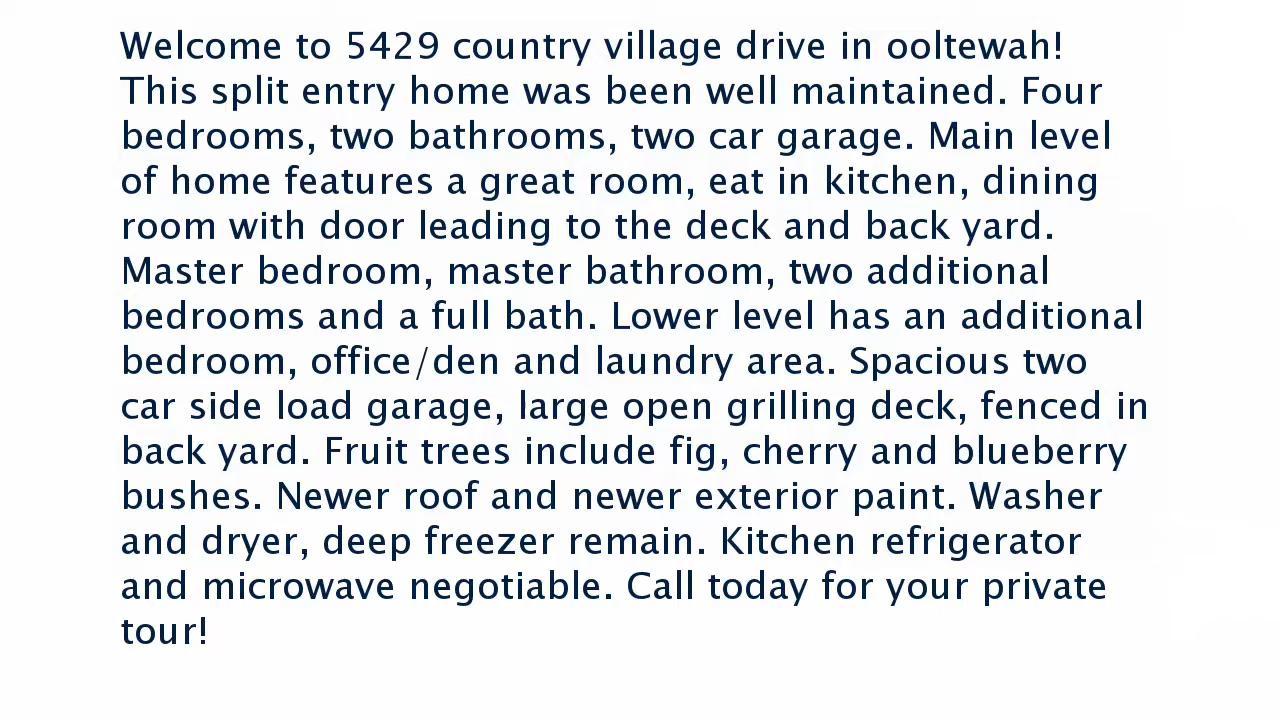 Welcome to 5429 country village drive in ooltewah!
This split entry home was been well maintained. Four
bedrooms, two bathrooms, two car garage. Main level
of home features a great room, eat in kitchen, dining
room with door leading to the deck and back yard.
Master bedroom, master bathroom, two additional
bedrooms and a full bath. Lower level has an additional
bedroom, office/den and laundry area. Spacious two
car side load garage, large open grilling deck, fenced in
back yard. Fruit trees include fig, cherry and blueberry
bushes. Newer roof and newer exterior paint. Washer
and dryer, deep freezer remain. Kitchen refrigerator
and microwave negotiable. Call today for your private
tour!